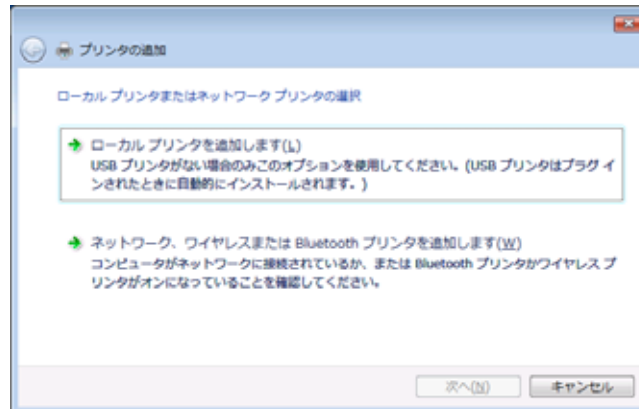 プリンタの追加
ローカル プリンタまたはネットワーク プリンタの選択
ローカル プリンタを追加します(L)
USB プリンタがない場合のみこのオプションを使用してください。(USB プリンタはプラグ イ
ンされたときに自動的にインストールされます。)
ネットワーク、ワイヤレスまたは Bluetooth プリンタを追加します(W)
コンピュータがネットワークに接続されているか、または Bluetooth プリンタかワイヤレス プ
リンタがオンになっていることを確認してください。
次へ(N)
キャンセル